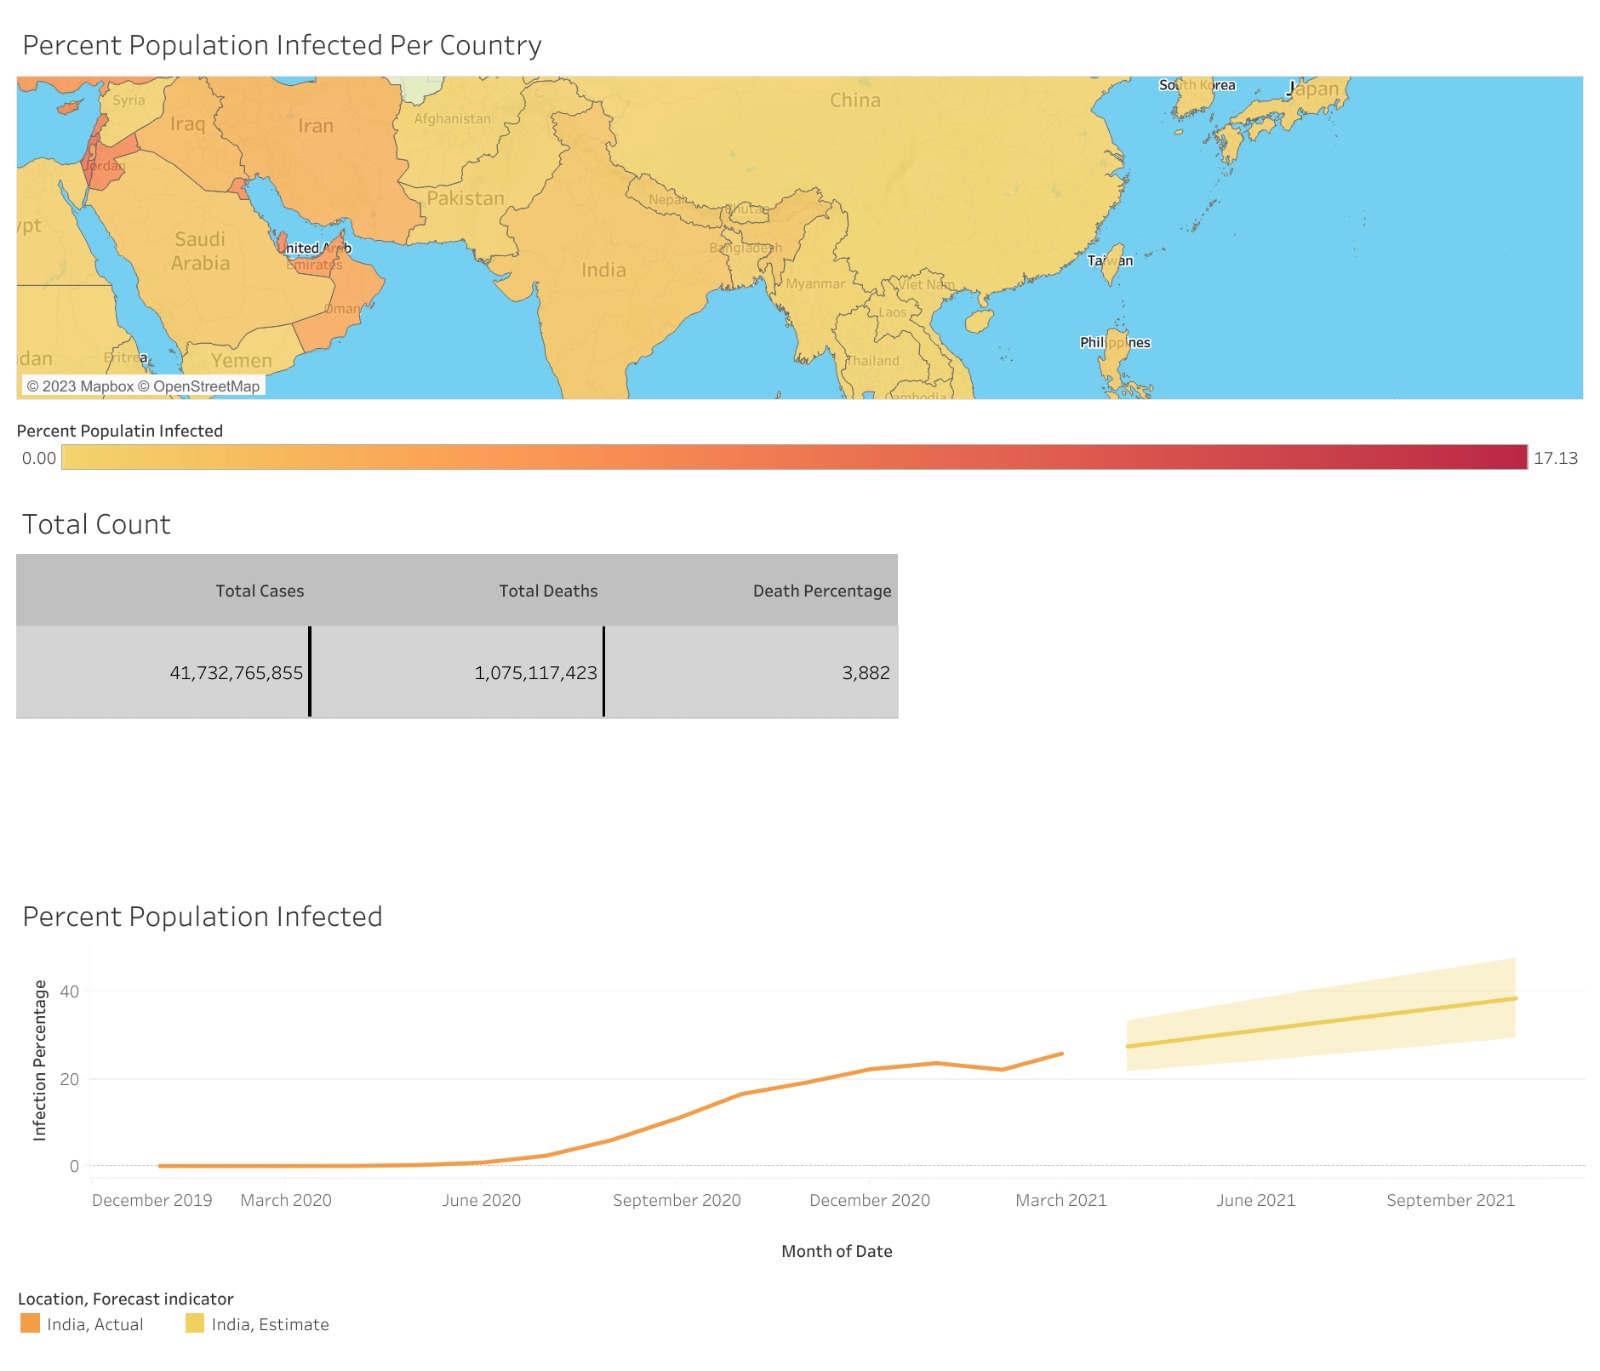 Percent Population Infected Per Country
Syria
Iraq
Iran
Afghanistan
China
South Korea
Japan
Jordan
Pakistan
Nepal
Bhutan
ypt
Saudi
Arabia
United Arab
Emirates
India
Bangladesh
Myanmar
Viet Nam
Taiwan
Oman
Laos
Philippines
dan
Eritrea
Yemen
Thailand
Cambodia
© 2023 Mapbox © OpenStreetMap
Percent Populatin Infected
0.00 17.13
Total Count
Total Cases Total Deaths Death Percentage
41,732,765,855 1,075,117,423 3,882
Percent Population Infected
Infection Percentage
40
20
0
December 2019 March 2020 June 2020 September 2020 December 2020 March 2021 June 2021 September 2021
Month of Date
Location, Forecast indicator
India, Actual India, Estimate